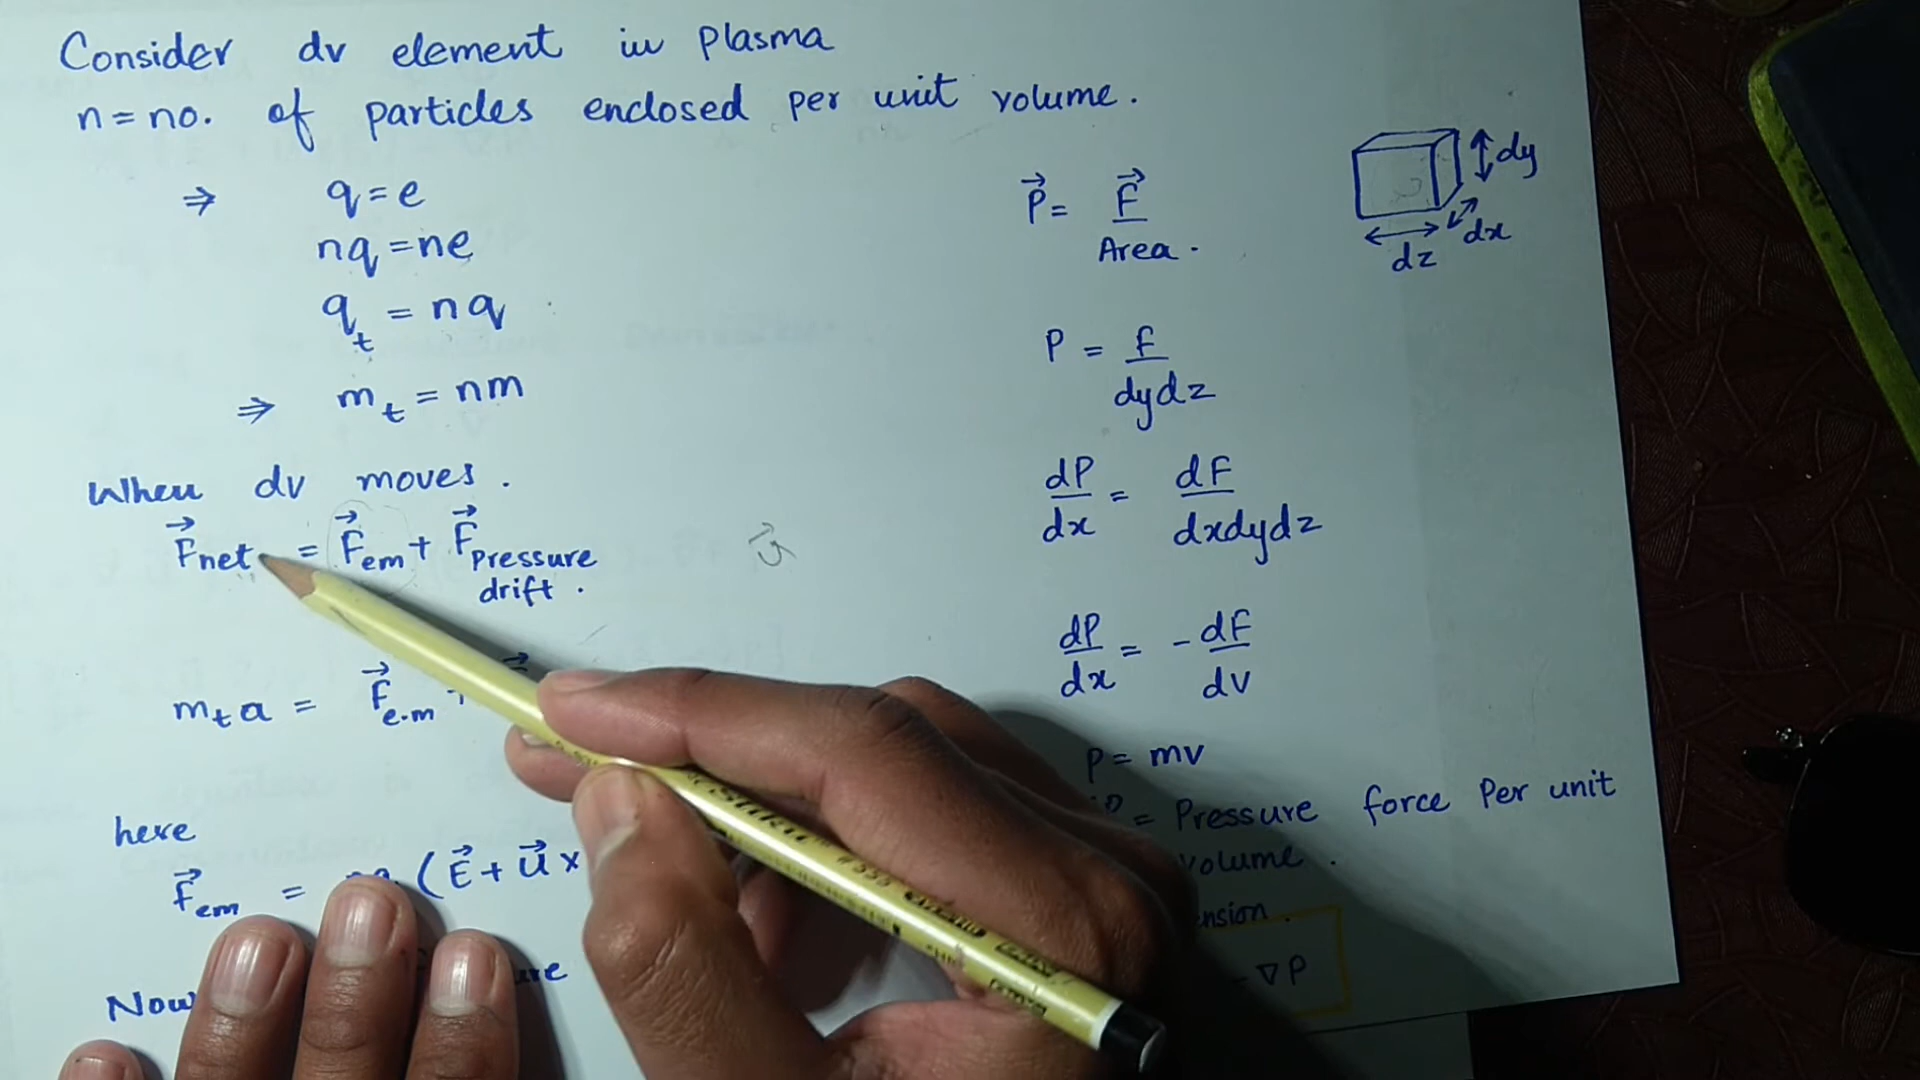 Consider dv element in plasma
n = no. of particles enclosed per unit volume.
⇒ q = e
nq = ne
q_t = nq
⇒ m_t = nm
When dv moves.
F⃗net = F⃗em + F⃗pressure drift.
m_t a = F⃗e.m +
here
F⃗em = (E⃗ + U⃗ ×
Now
P⃗ = F⃗ / Area.
dy
dx
dz
P = f / dydz
dP/dx = dF / dxdydz
dP/dx = - dF/dv
p = mv
= Pressure force per unit
volume.
- ∇P